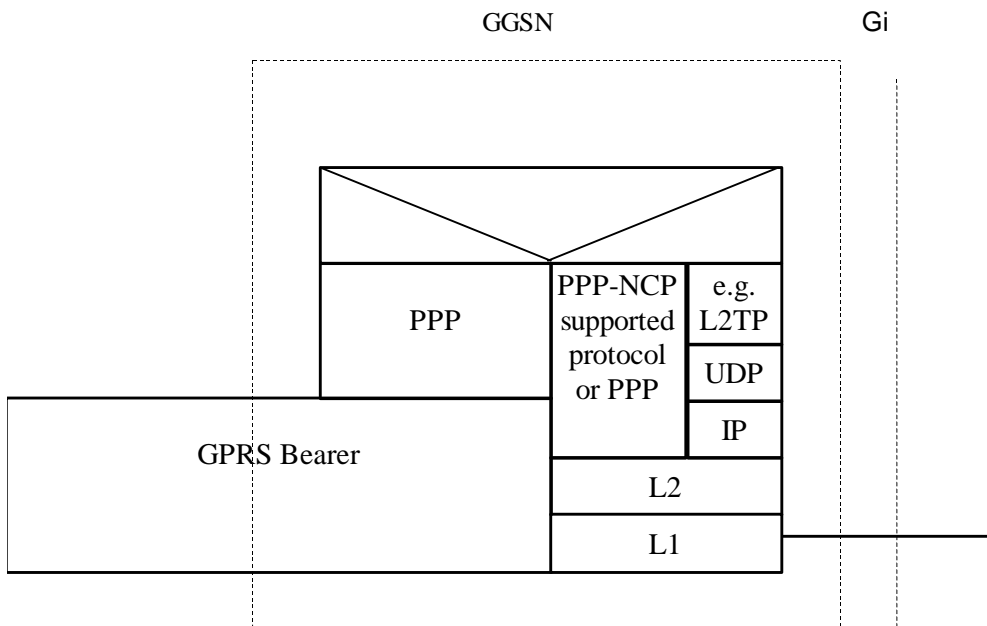 GGSN
Gi
PPP
PPP-NCP
supported
protocol
or PPP
e.g.
L2TP
UDP
IP
GPRS Bearer
L2
L1